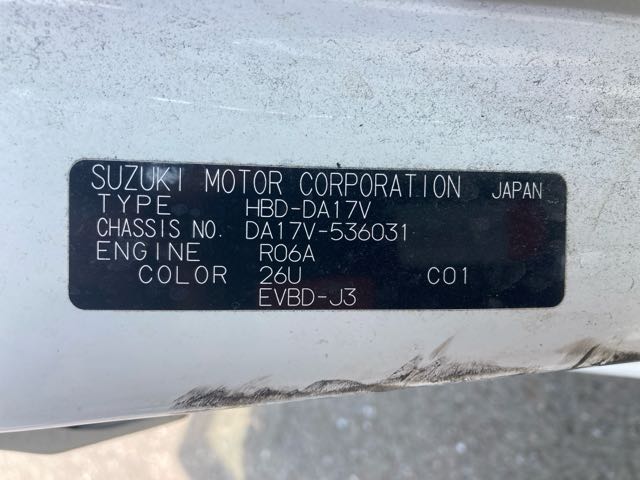 SUZUKI MOTOR CORPORATION JAPAN
TYPE HBD-DA17V
CHASSIS NO. DA17V-536031
ENGINE R06A
COLOR 26U C01
EVBD-J3